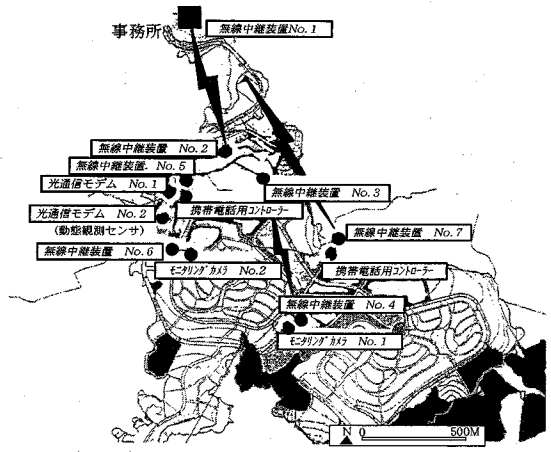 事務所
無線中継装置No.1
無線中継装置 No.2
無線中継装置. No.5
光通信モデム No.1
無線中継装置 No.3
光通信モデム No.2
携帯電話用ｺﾝﾄﾛｰﾗｰ
(動態観測センサ)
無線中継装置 No.7
無線中継装置 No.6
ﾓﾆﾀﾘﾝｸﾞｶﾒﾗ No.2
携帯電話用ｺﾝﾄﾛｰﾗｰ
無線中継装置 No.4
ﾓﾆﾀﾘﾝｸﾞｶﾒﾗ No.1
N 0 500M